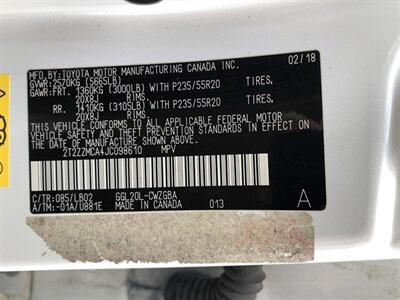 MFD BY: TOYOTA MOTOR MANUFACTURING CANADA INC. 02/18
GVWR: 2570KG (5665LB)
GAWR: FRT. 1360KG (3000LB) WITH P235/55R20 TIRES,
20X8J RIMS
RR. 1410KG (3105LB) WITH P235/55R20 TIRES,
20X8J RIMS
THIS VEHICLE CONFORMS TO ALL APPLICABLE FEDERAL MOTOR
VEHICLE SAFETY STANDARDS IN EFFECT ON THE
DATE OF MANUFACTURE SHOWN ABOVE.
2T2ZZMCA4JC098610 MPV
C/TR: 085/LB02 GGL20L-CWZGBA
A/TM: -01A/U881E MADE IN CANADA 013 A